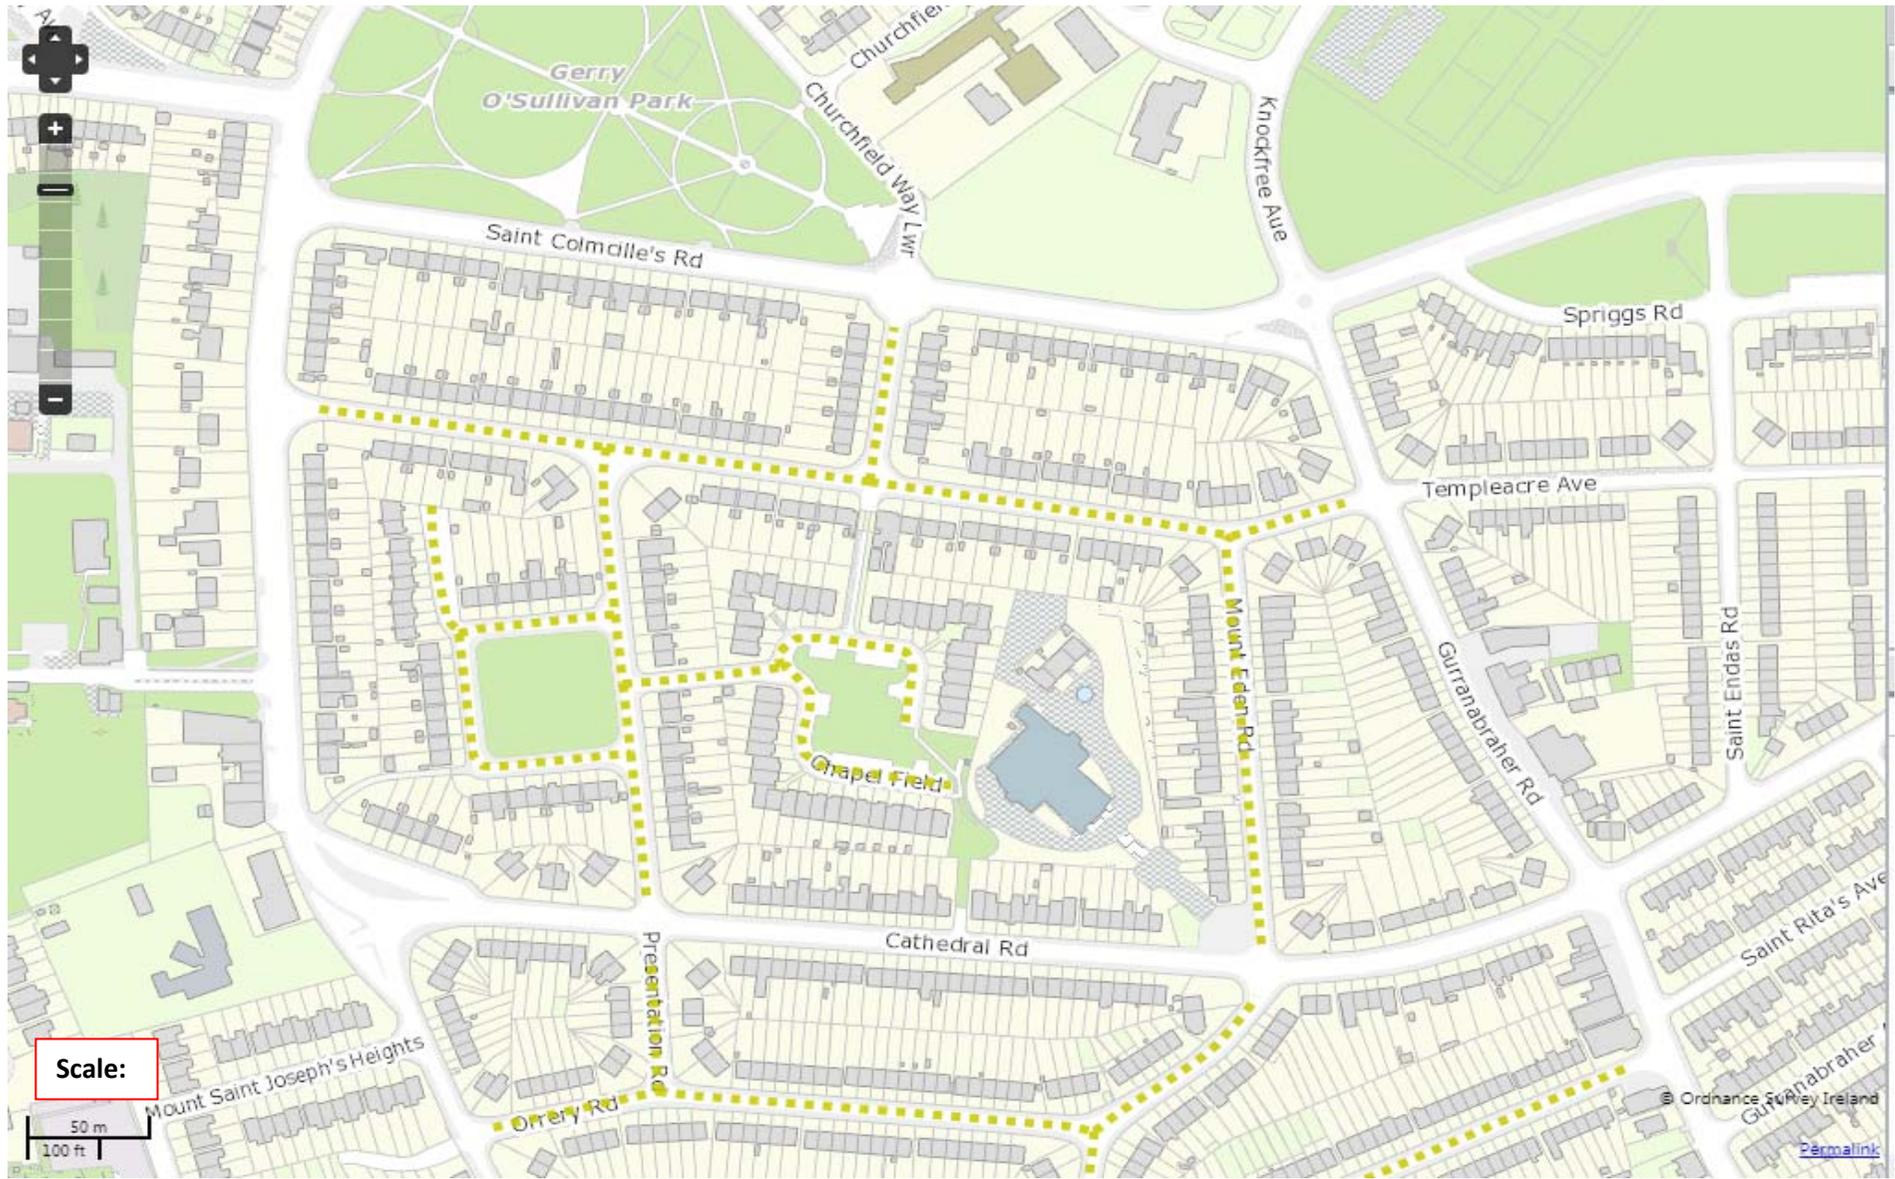 Gerry
O'Sullivan Park
Churchfield Way Lwr
Knockfree Aue
Saint Colmcille's Rd
Spriggs Rd
Templeacre Ave
Mount Eden Rd
Gurranabraher Rd
Saint Endas Rd
Chapel Field
Saint Rita's Ave
Cathedral Rd
Presentation Rd
Mount Saint Joseph's Heights
Orrery Rd
Gurranabraher
Scale:
50 m
100 ft
© Ordnance Survey Ireland
Permalink
+
−